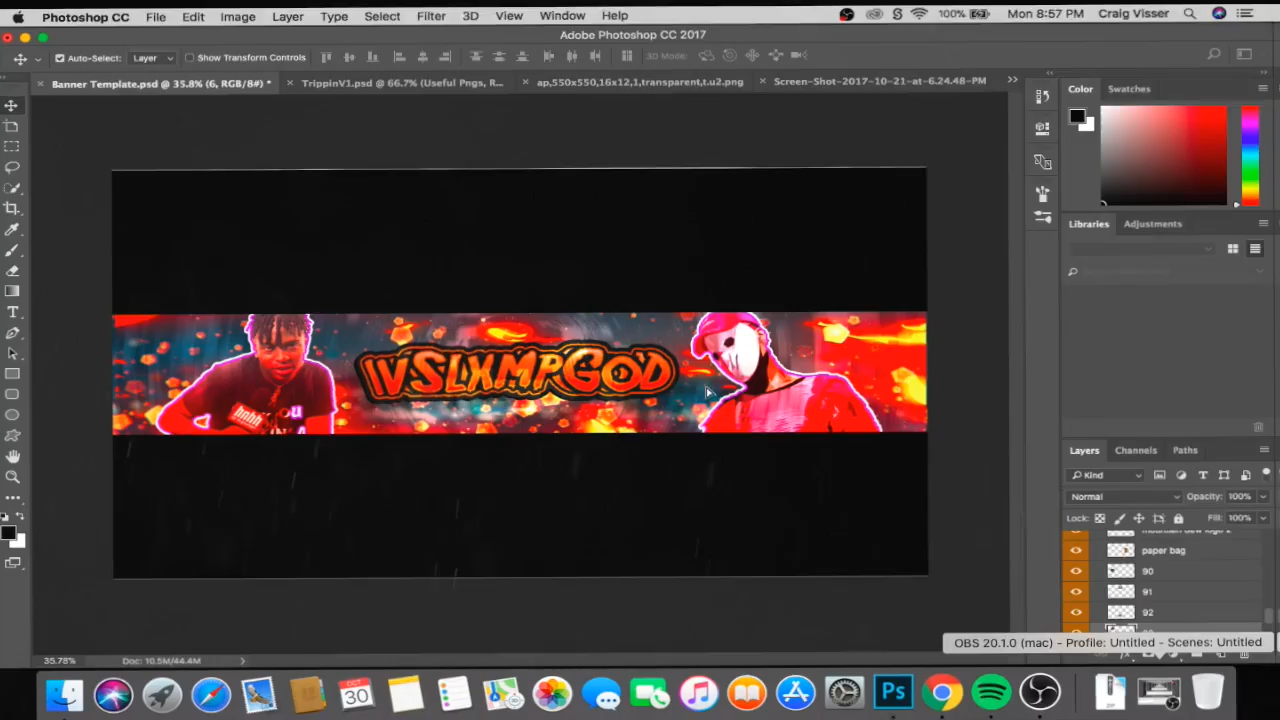 Photoshop CC File Edit Image Layer Type Select Filter 3D View Window Help 100% Mon 8:57 PM Craig Visser
Adobe Photoshop CC 2017
Auto-Select: Layer Show Transform Controls 3D Mode:
Banner Template.psd @ 35.8% (6, RGB/8#) * TrippinV1.psd @ 66.7% (Useful Pngs, R... ap,550x550,16x12,1,transparent,t.u2.png Screen-Shot-2017-10-21-at-6.24.48-PM
Color Swatches
Libraries Adjustments
IVSLXMPGOD
Layers Channels Paths
Kind
Normal Opacity: 100%
Lock: Fill: 100%
paper bag
90
91
92
OBS 20.1.0 (mac) - Profile: Untitled - Scenes: Untitled
35.78% Doc: 10.5M/44.4M
OCT
30
Ps